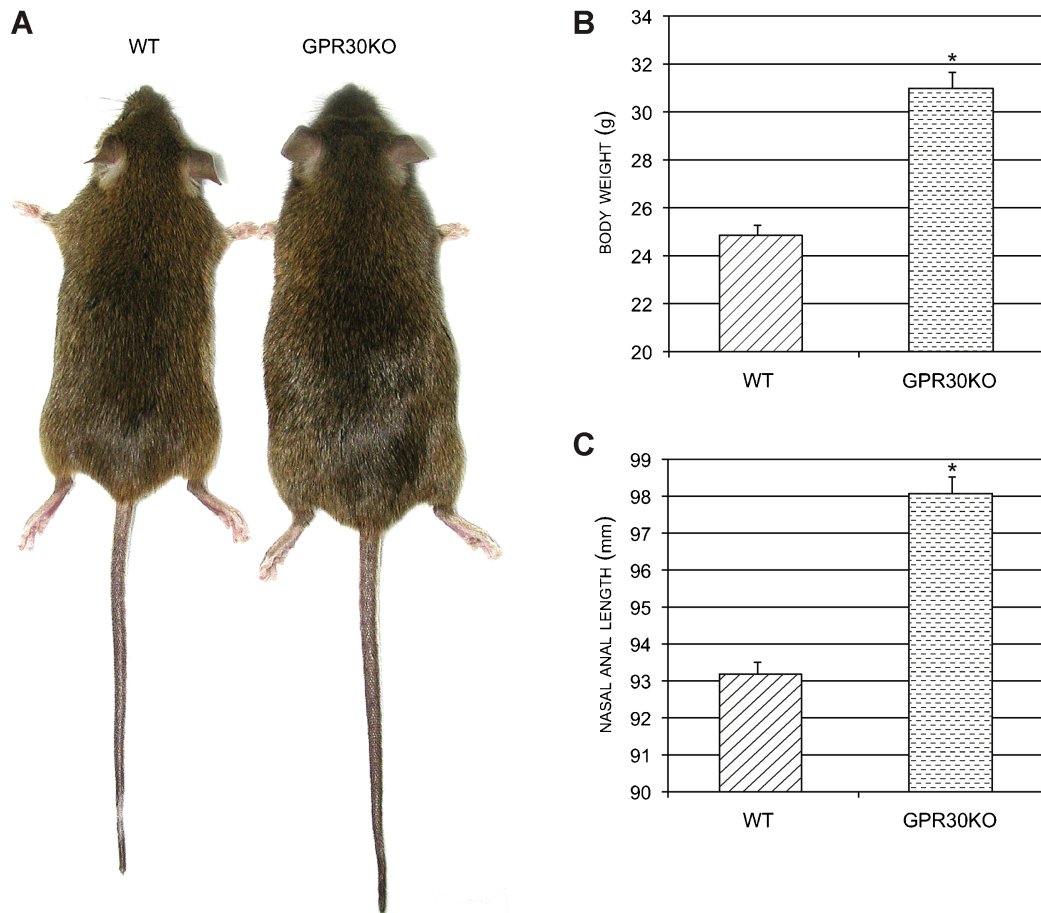 A
WT
GPR30KO
B
34
32
30
28
26
24
22
20
BODY WEIGHT (g)
*
WT
GPR30KO
C
99
98
97
96
95
94
93
92
91
90
NASAL ANAL LENGTH (mm)
*
WT
GPR30KO